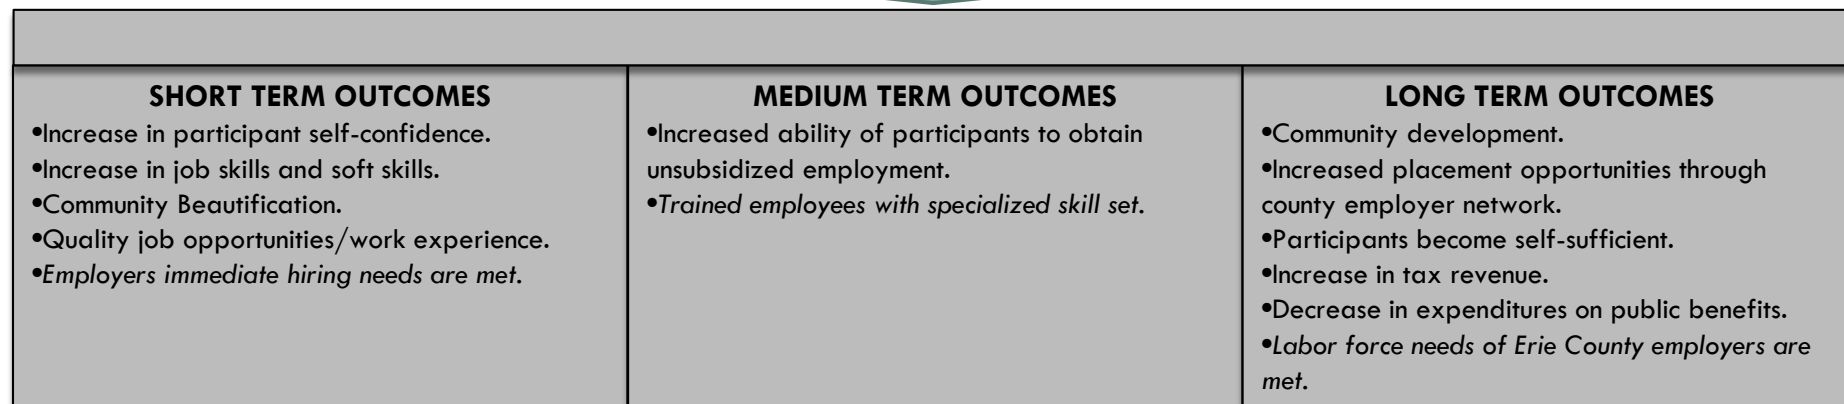 SHORT TERM OUTCOMES
•Increase in participant self-confidence.
•Increase in job skills and soft skills.
•Community Beautification.
•Quality job opportunities/work experience.
•Employers immediate hiring needs are met.
MEDIUM TERM OUTCOMES
•Increased ability of participants to obtain
unsubsidized employment.
•Trained employees with specialized skill set.
LONG TERM OUTCOMES
•Community development.
•Increased placement opportunities through
county employer network.
•Participants become self-sufficient.
•Increase in tax revenue.
•Decrease in expenditures on public benefits.
•Labor force needs of Erie County employers are
met.